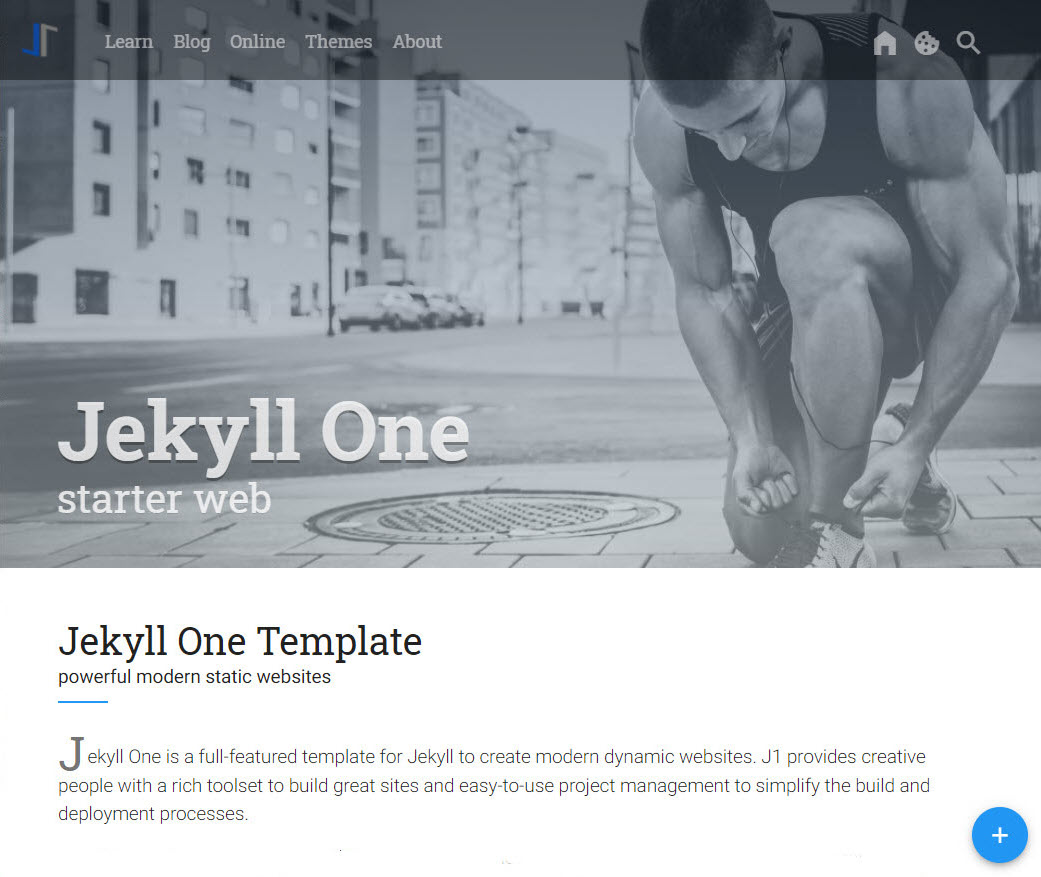 Learn Blog Online Themes About
Jekyll One
starter web
Jekyll One Template
powerful modern static websites
Jekyll One is a full-featured template for Jekyll to create modern dynamic websites. J1 provides creative
people with a rich toolset to build great sites and easy-to-use project management to simplify the build and
deployment processes.